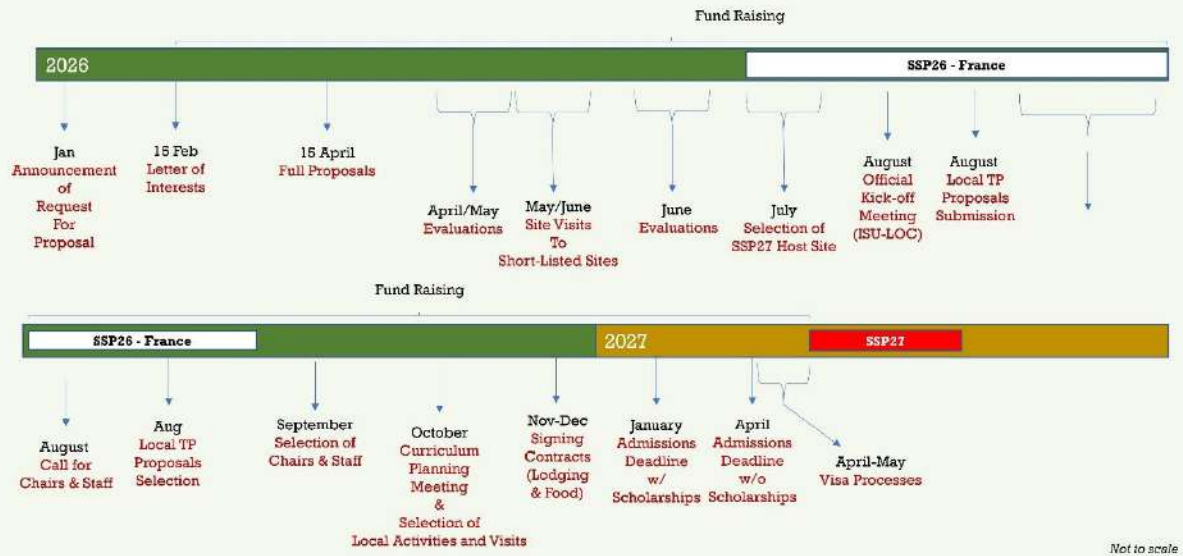 Fund Raising
2026
SSP26 - France
Jan
Announcement
of
Request
For
Proposal
15 Feb
Letter of
Interests
15 April
Full Proposals
April/May
Evaluations
May/June
Site Visits
To
Short-Listed Sites
June
Evaluations
July
Selection of
SSP27 Host Site
August
Official
Kick-off
Meeting
(ISU-LOC)
August
Local TP
Proposals
Submission
Fund Raising
SSP26 - France
2027
SSP27
August
Call for
Chairs & Staff
Aug
Local TP
Proposals
Selection
September
Selection of
Chairs & Staff
October
Curriculum
Planning
Meeting
&
Selection of
Local Activities and Visits
Nov-Dec
Signing
Contracts
(Lodging
& Food)
January
Admissions
Deadline
w/
Scholarships
April
Admissions
Deadline
w/o
Scholarships
April-May
Visa Processes
Not to scale